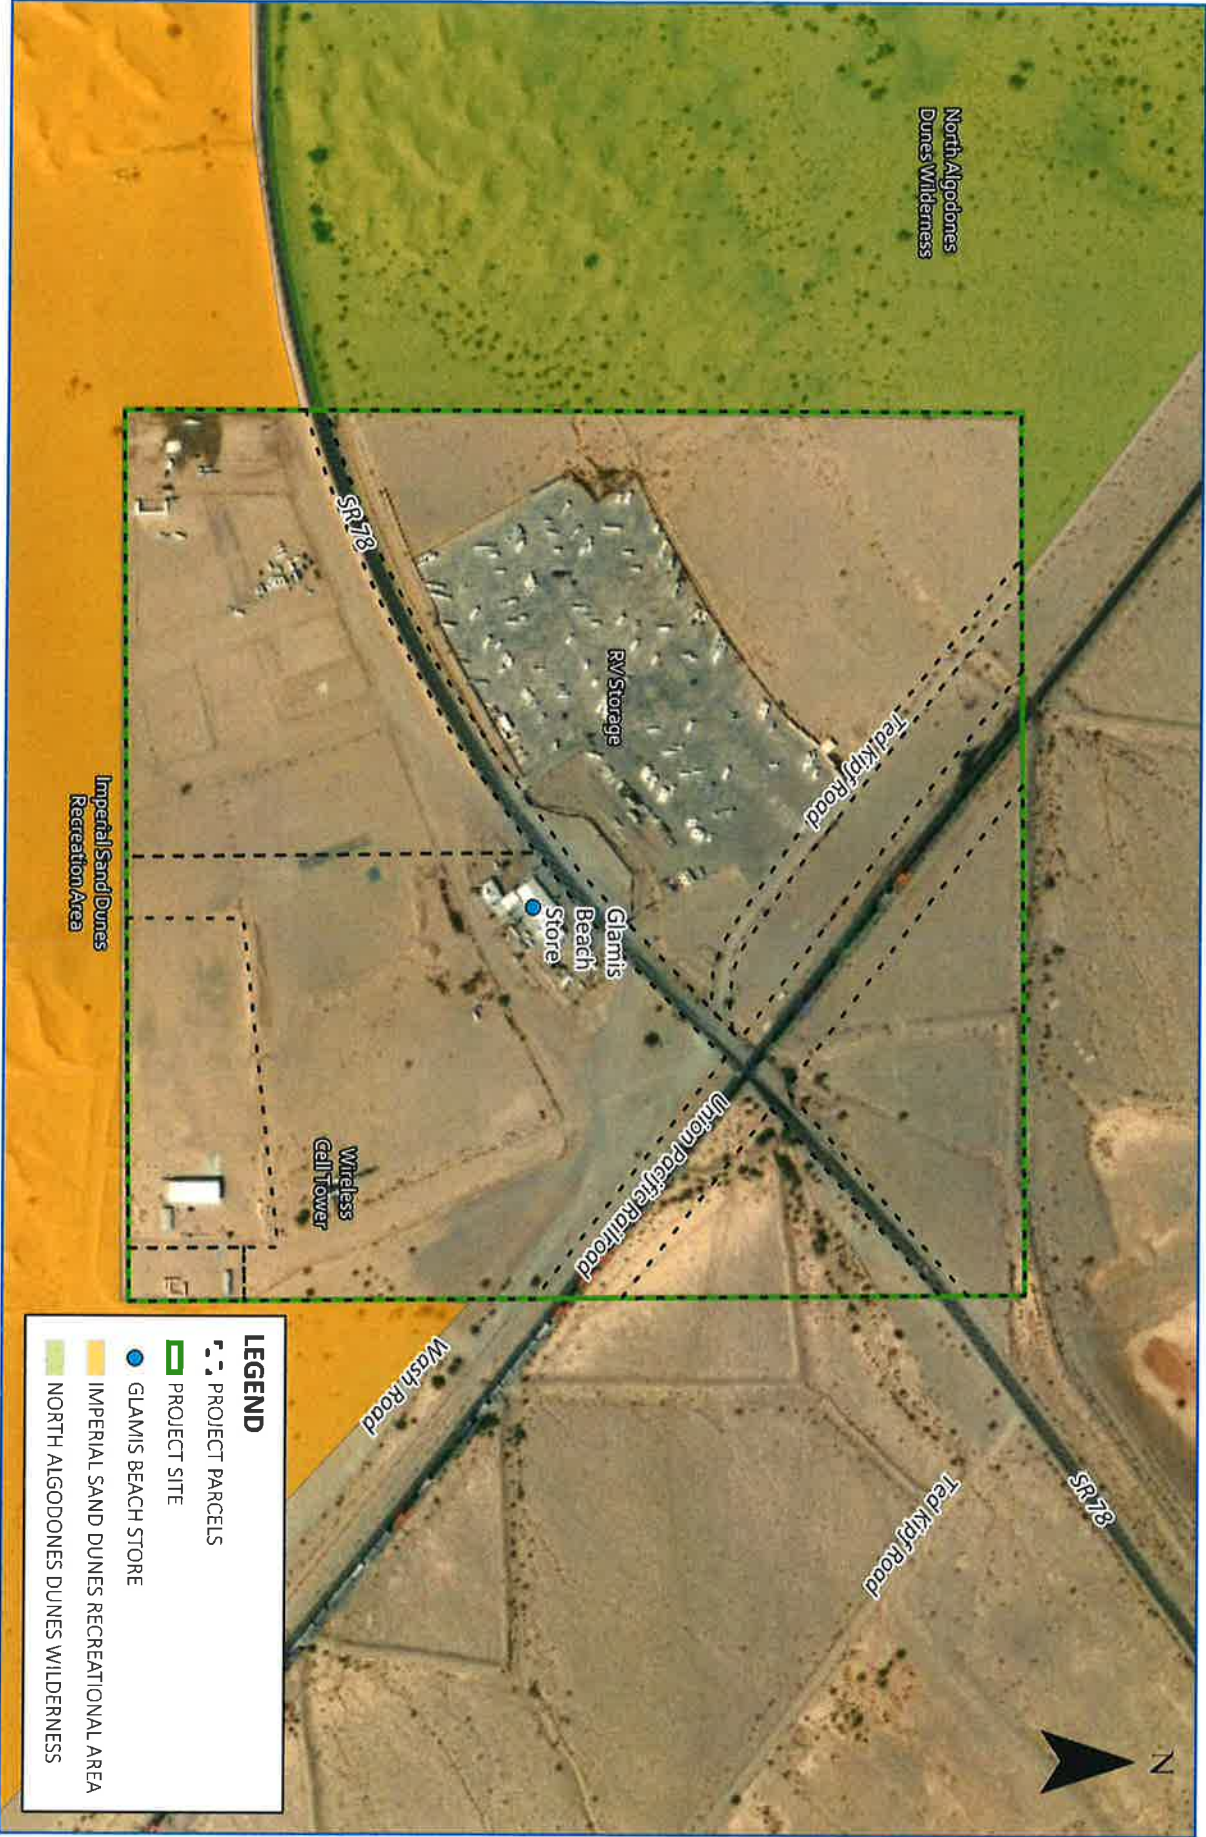 North Algodones
Dunes Wilderness
SR 78
RV Storage
Ted Kipf Road
Glamis
Beach
Store
Imperial Sand Dunes
Recreation Area
Wireless
Cell Tower
Union Pacific Railroad
Wash Road
Ted Kipf Road
SR 78
N
LEGEND
PROJECT PARCELS
PROJECT SITE
GLAMIS BEACH STORE
IMPERIAL SAND DUNES RECREATIONAL AREA
NORTH ALGODONES DUNES WILDERNESS